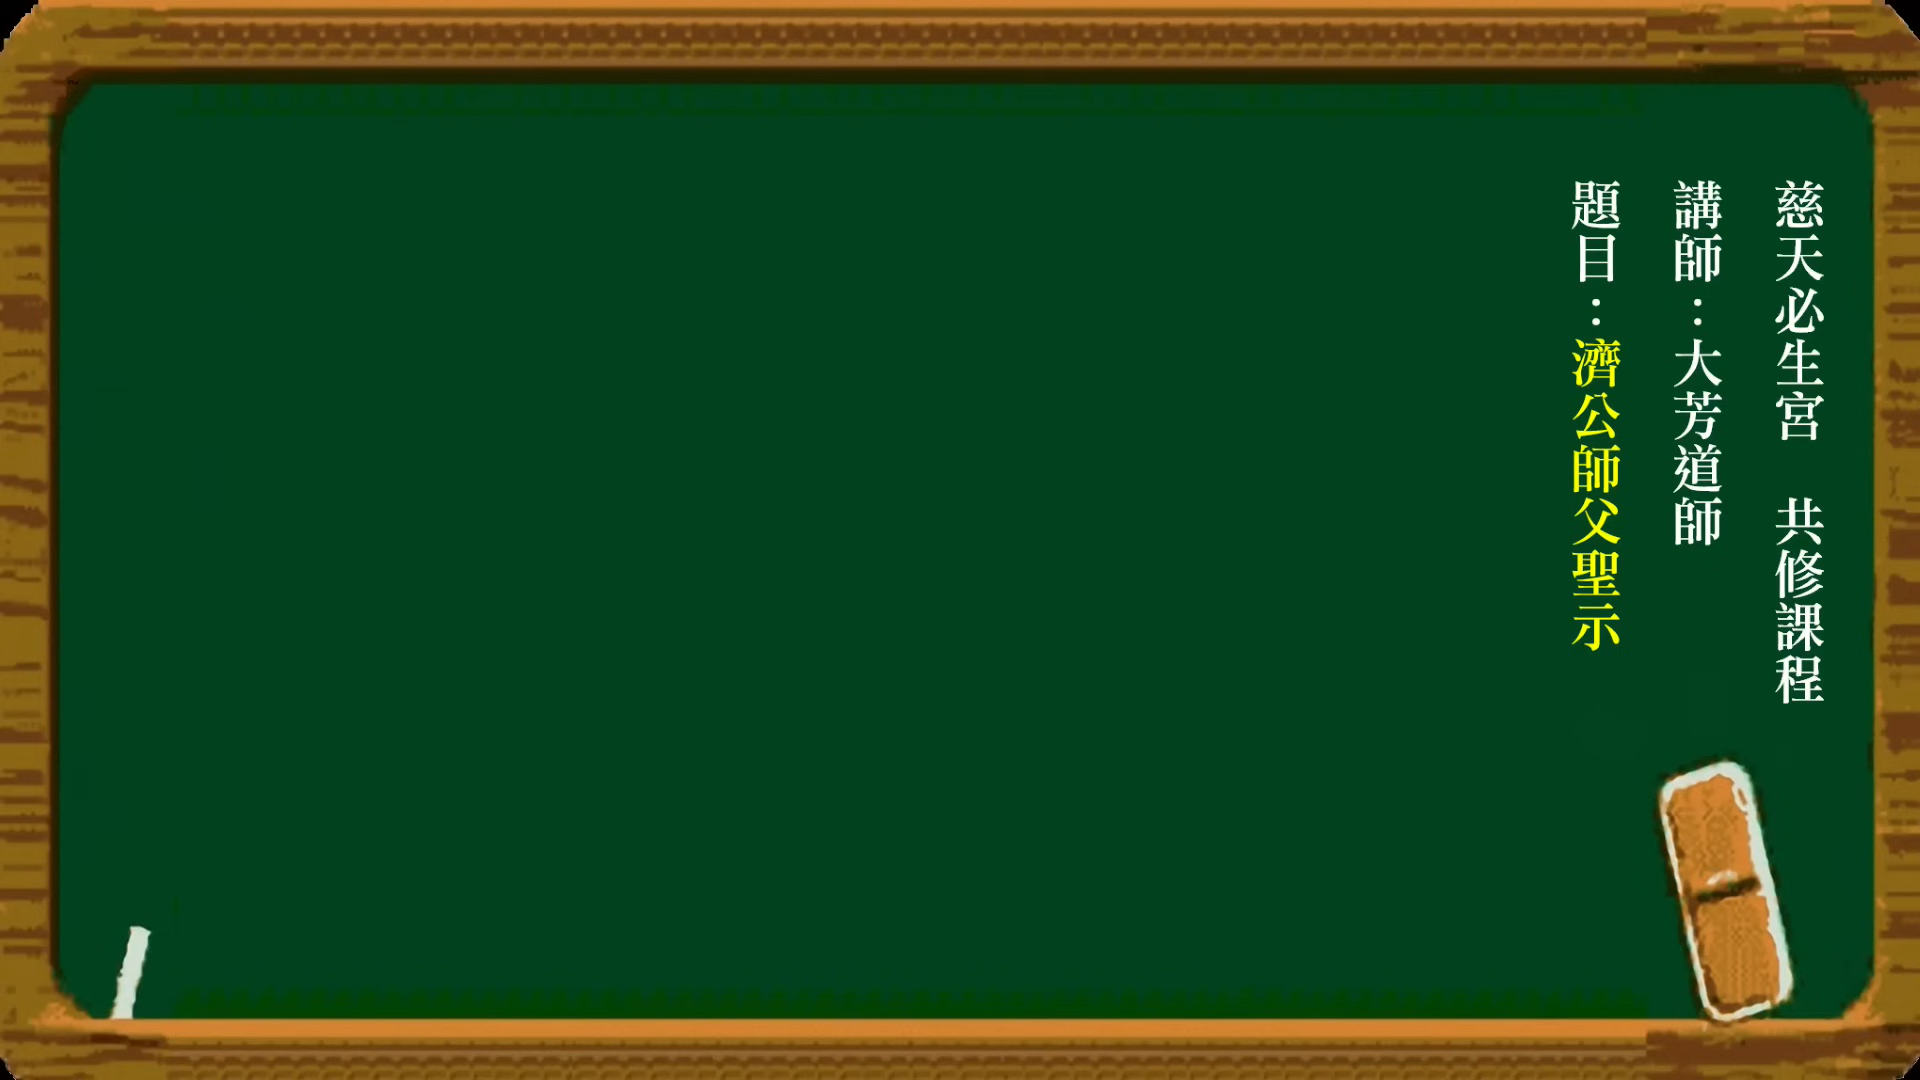 慈天必生宮　共修課程
講師：大芳道師
題目：濟公師父聖示